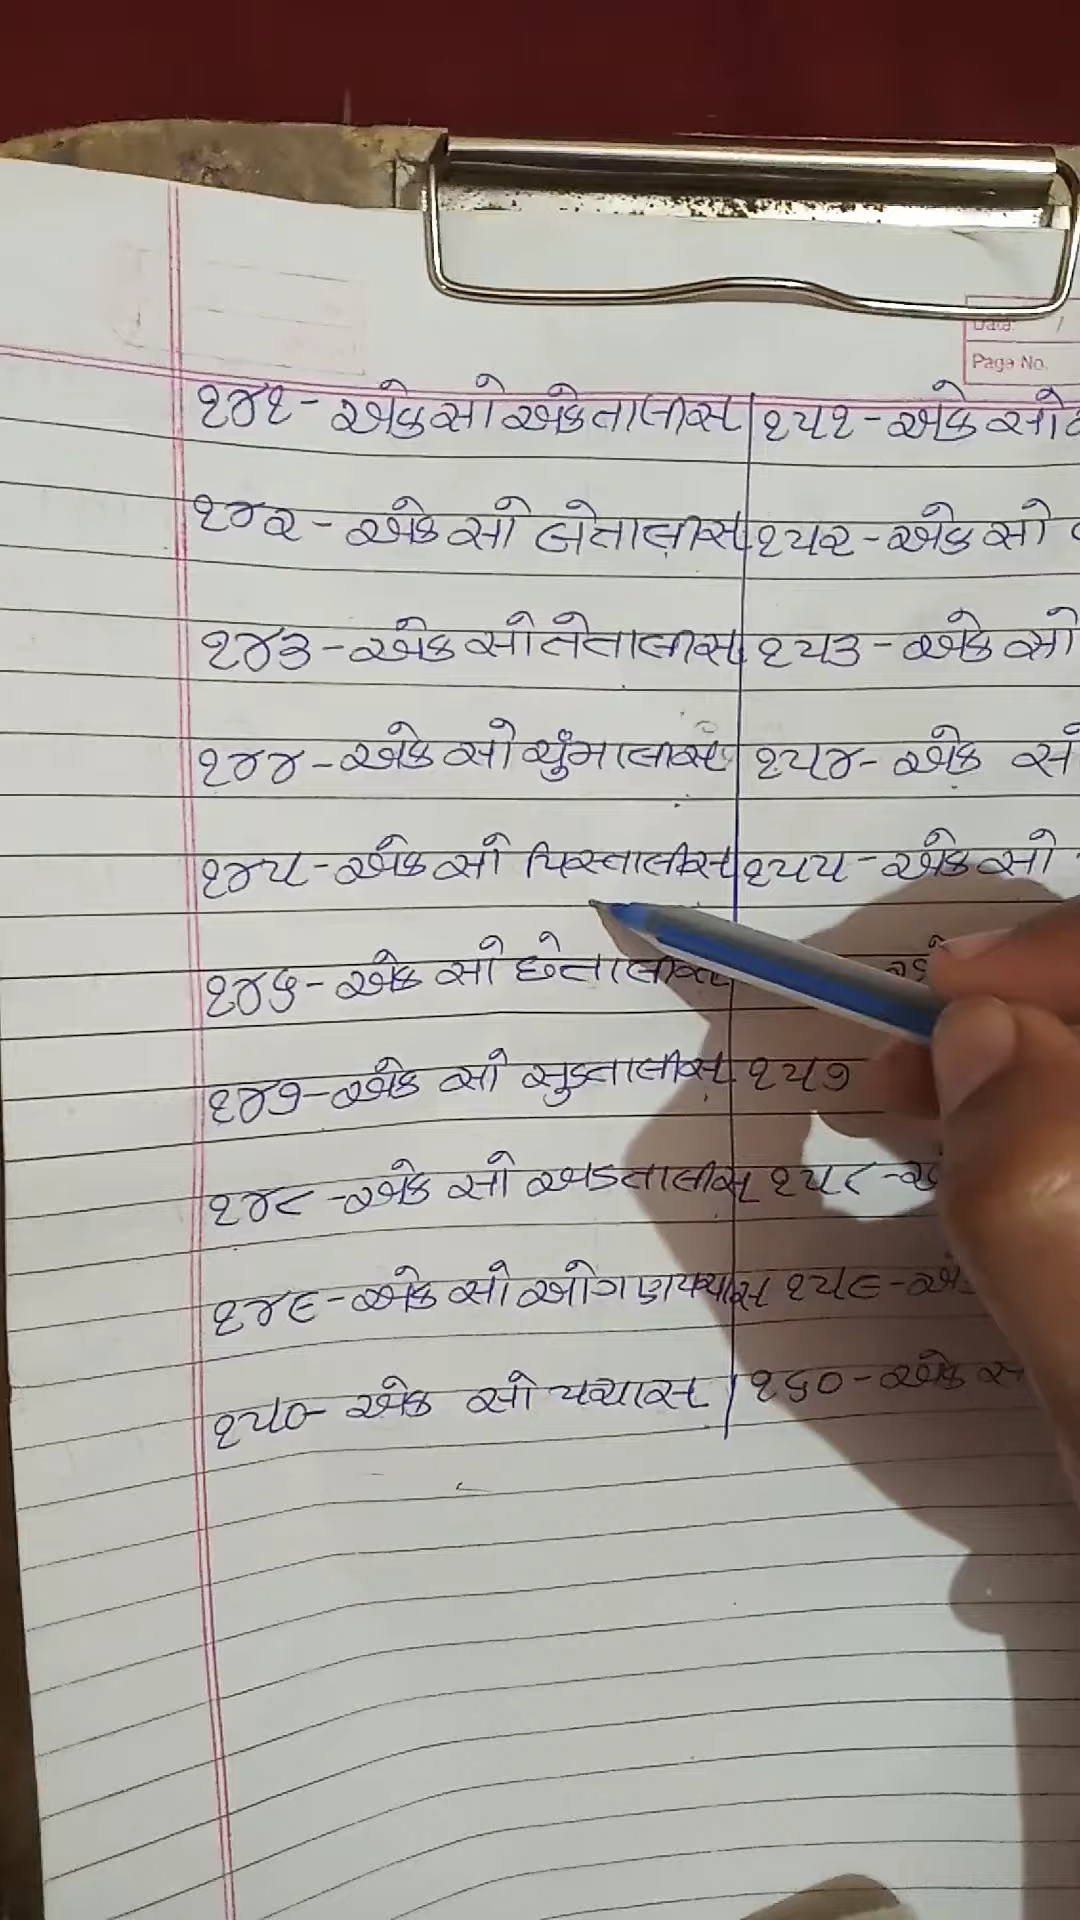 Date: /
Page No.
૧૪૧- એક સો એકતાલીસ ૧૫૧- એક સો
૧૪૨ - એક સો બેતાલીસ ૧૫૨- એક સો
૧૪૩ - એક સો તેતાલીસ ૧૫૩ - એક સો
૧૪૪ - એક સો ચુંમાલીસ ૧૫૪- એક સો
૧૪૫- એક સો પિસ્તાલીસ ૧૫૫- એક સો
૧૪૬- એક સો છેતાલીસ
૧૪૭- એક સો સુડતાલીસ ૧૫૭
૧૪૮ - એક સો અડતાલીસ ૧૫૮ -
૧૪૯- એક સો ઓગણપચાસ ૧૫૯-
૧૫૦- એક સો પચાસ ૧૬૦- એક